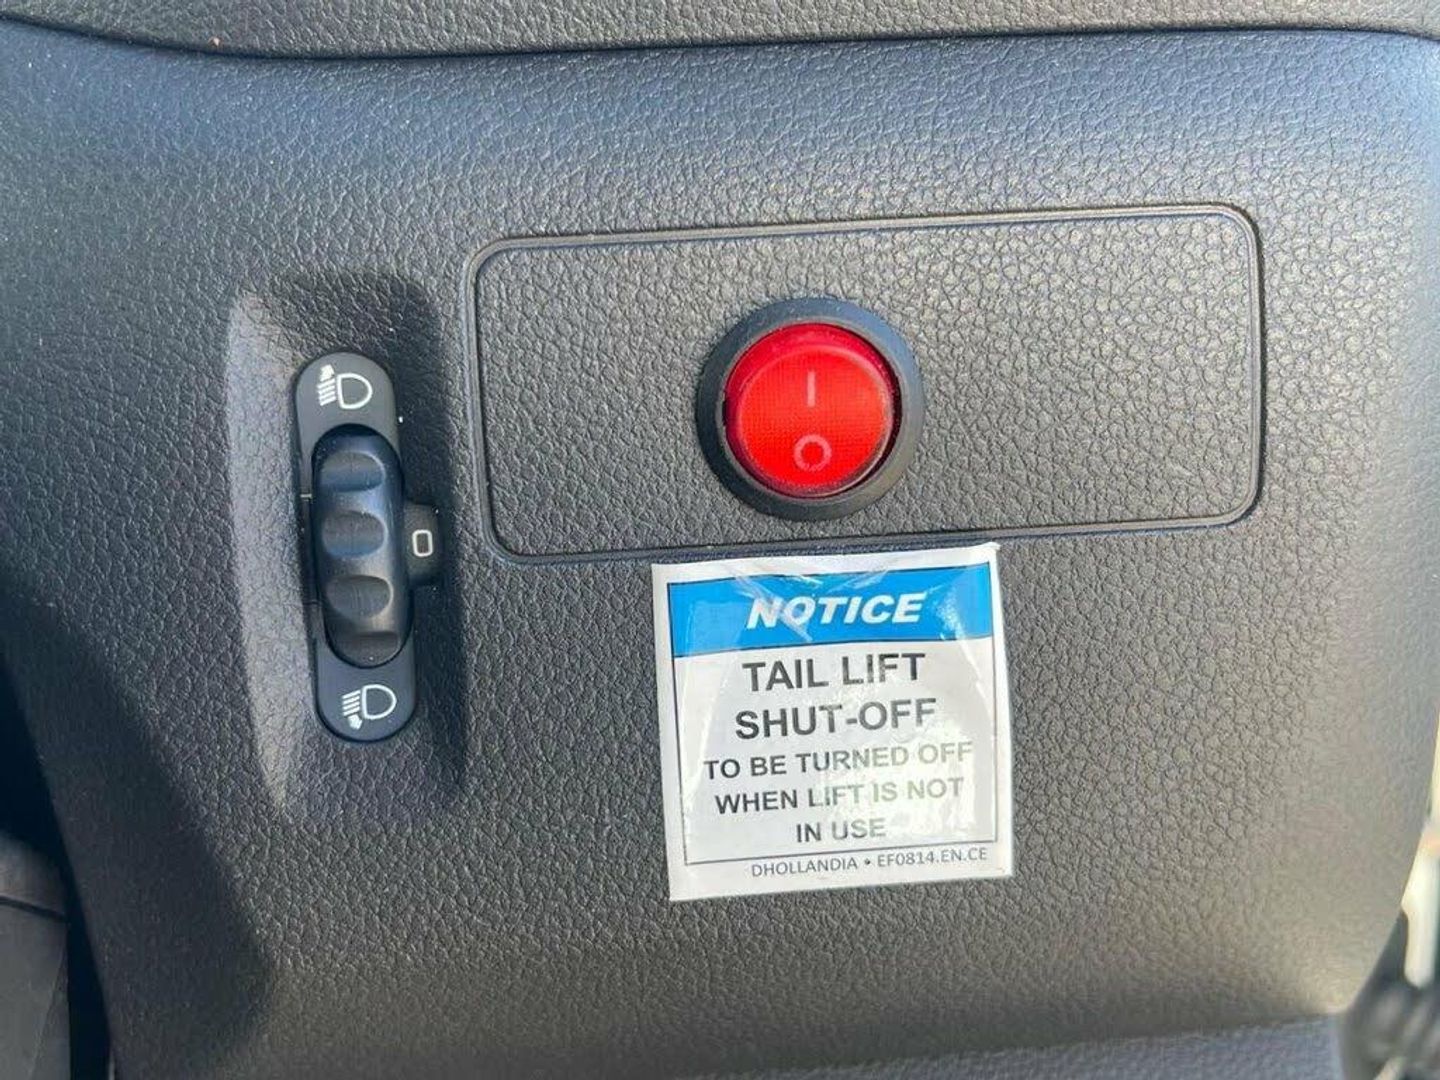 I
O
0
NOTICE
TAIL LIFT
SHUT-OFF
TO BE TURNED OFF
WHEN LIFT IS NOT
IN USE
DHOLLANDIA • EF0814.EN.CE